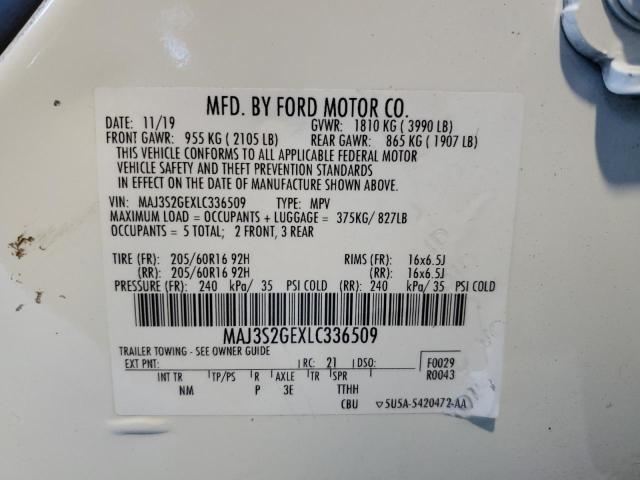 MFD. BY FORD MOTOR CO.
DATE: 11/19 GVWR: 1810 KG ( 3990 LB)
FRONT GAWR: 955 KG ( 2105 LB) REAR GAWR: 865 KG ( 1907 LB)
THIS VEHICLE CONFORMS TO ALL APPLICABLE FEDERAL MOTOR
VEHICLE SAFETY AND THEFT PREVENTION STANDARDS
IN EFFECT ON THE DATE OF MANUFACTURE SHOWN ABOVE.
VIN: MAJ3S2GEXLC336509 TYPE: MPV
MAXIMUM LOAD = OCCUPANTS + LUGGAGE = 375KG/ 827LB
OCCUPANTS = 5 TOTAL; 2 FRONT, 3 REAR
TIRE (FR): 205/60R16 92H RIMS (FR): 16x6.5J
(RR): 205/60R16 92H (RR): 16x6.5J
PRESSURE (FR): 240 kPa/ 35 PSI COLD (RR): 240 kPa/ 35 PSI COLD
MAJ3S2GEXLC336509
TRAILER TOWING - SEE OWNER GUIDE
EXT PNT: RC: 21 DSO: F0029
INT TR TP/PS R AXLE TR SPR R0043
NM P 3E TTHH
CBU ▽5U5A-5420472-AA